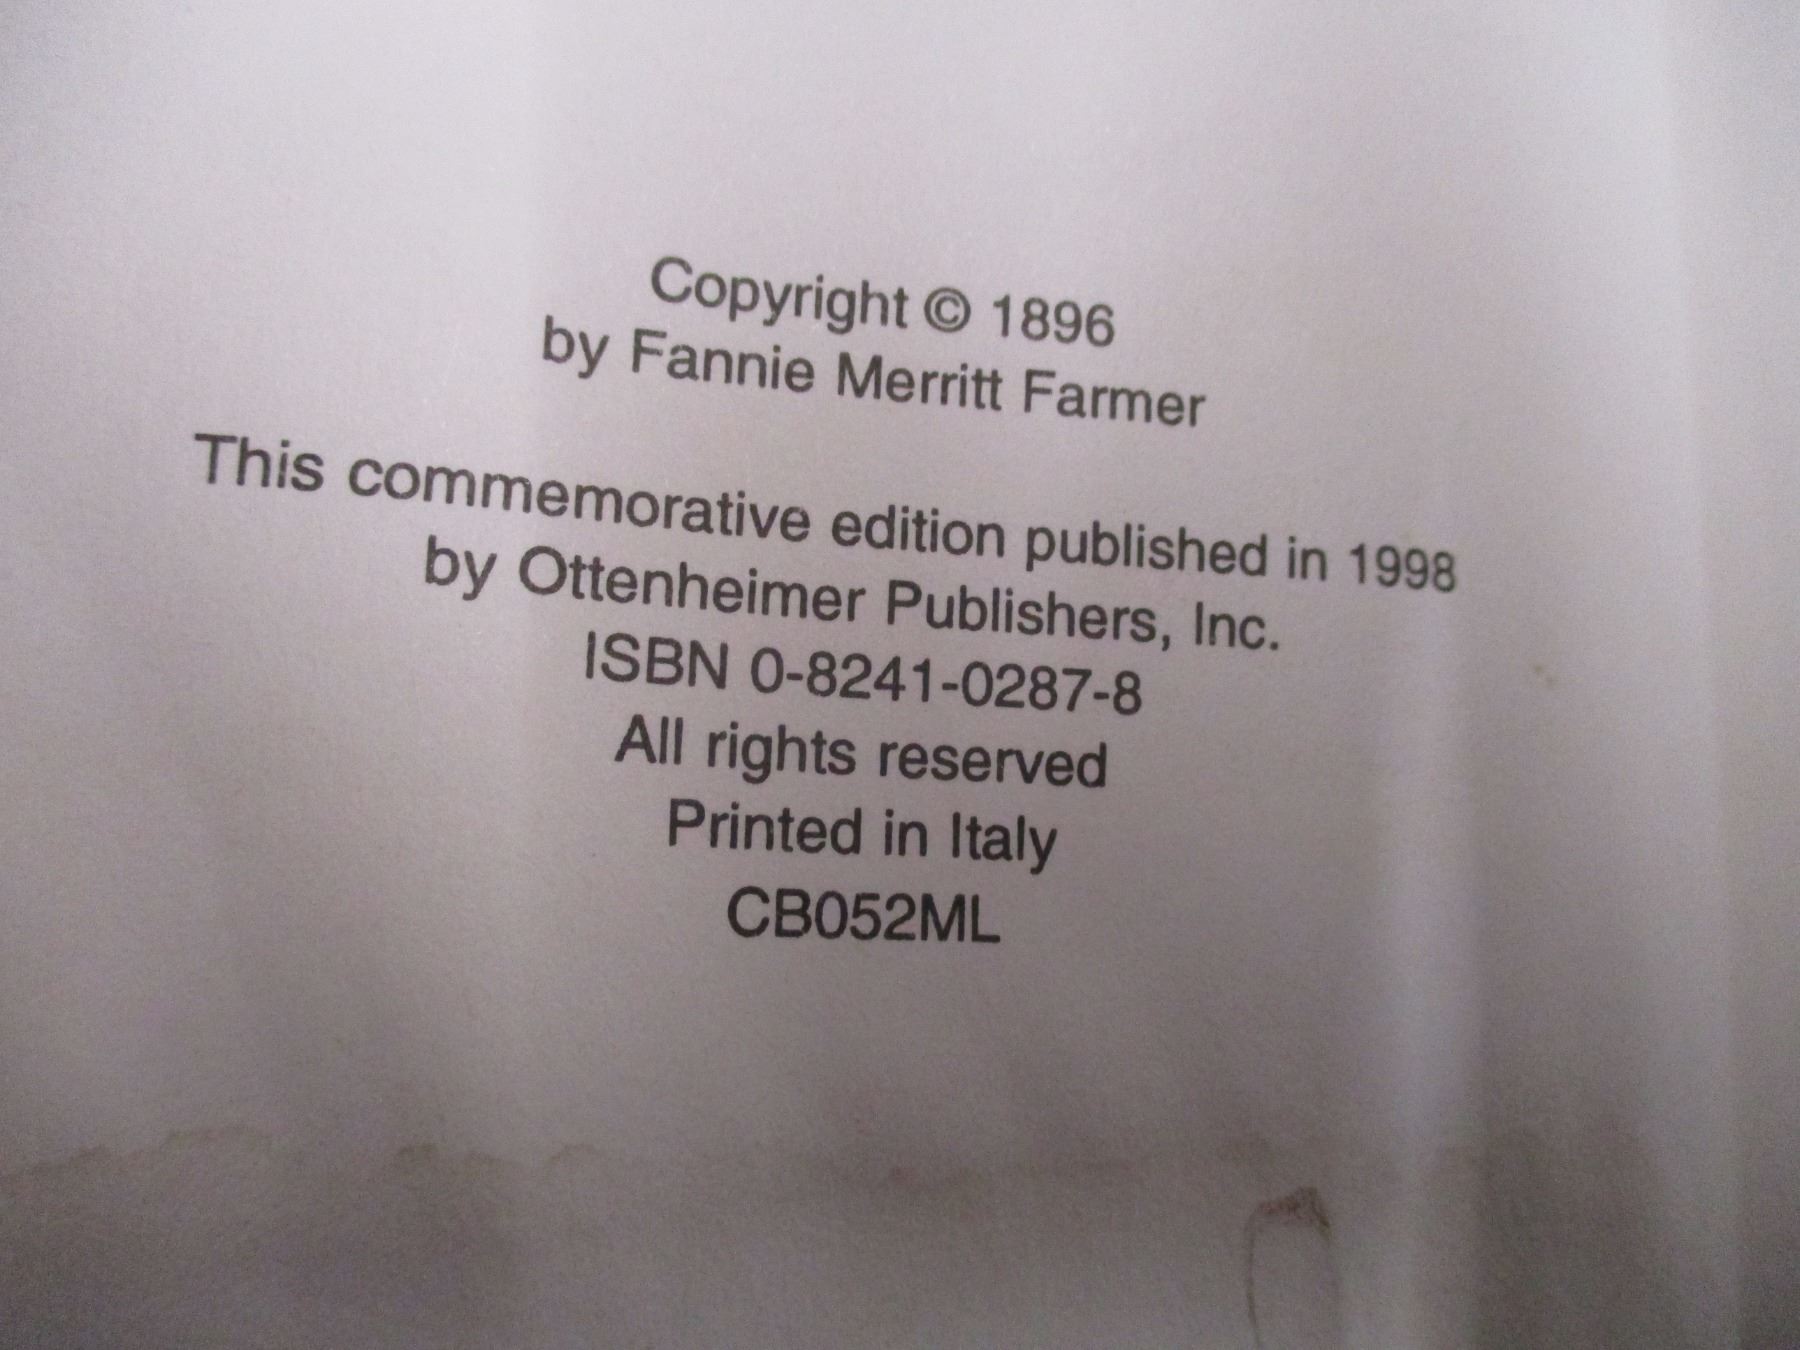 Copyright © 1896
by Fannie Merritt Farmer
This commemorative edition published in 1998
by Ottenheimer Publishers, Inc.
ISBN 0-8241-0287-8
All rights reserved
Printed in Italy
CB052ML